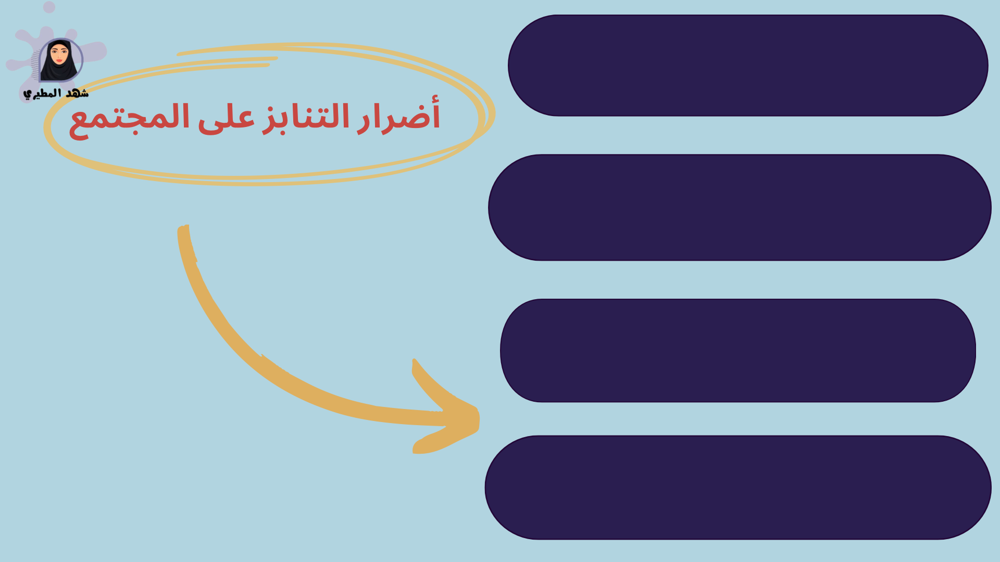 شهد المطيري
أضرار التنابز على المجتمع